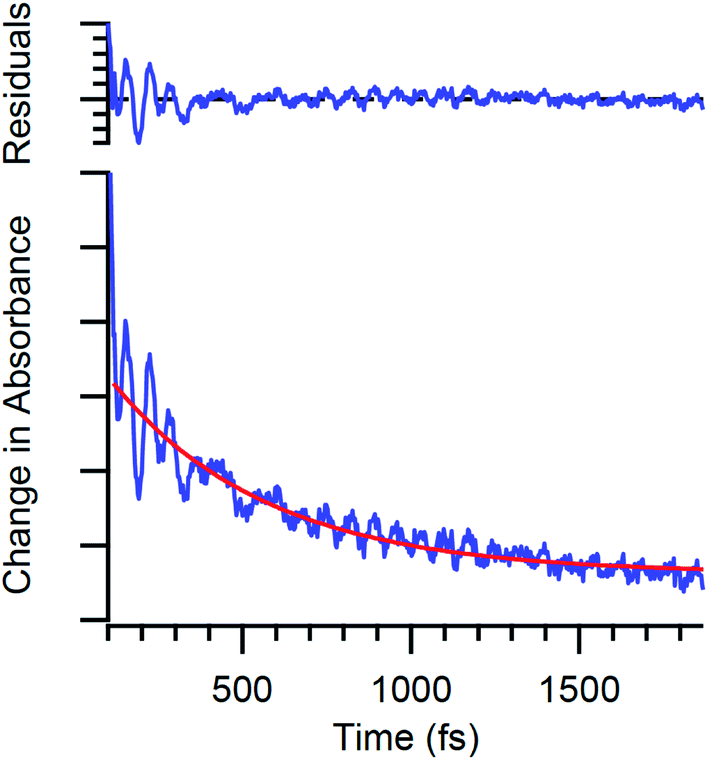 Residuals
Change in Absorbance
500
1000
1500
Time (fs)